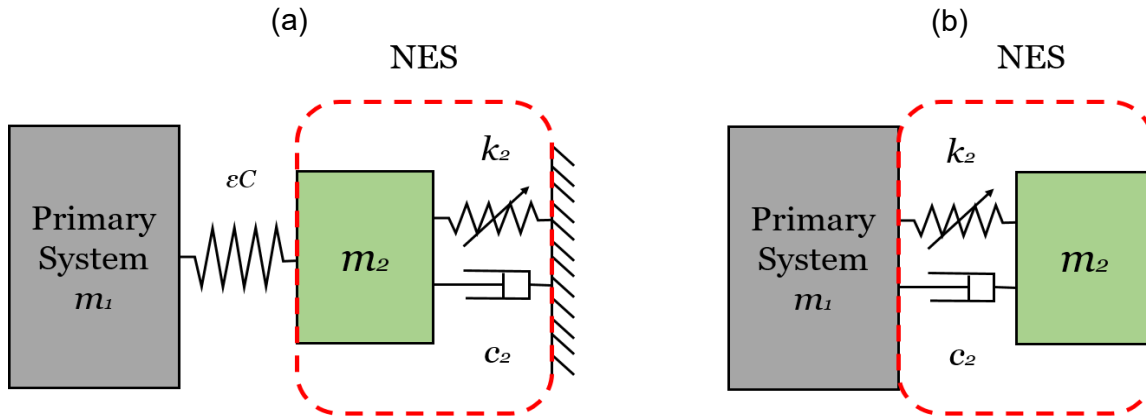 (a)
NES
Primary
System
m₁
εC
m₂
k₂
c₂
(b)
NES
Primary
System
m₁
k₂
c₂
m₂